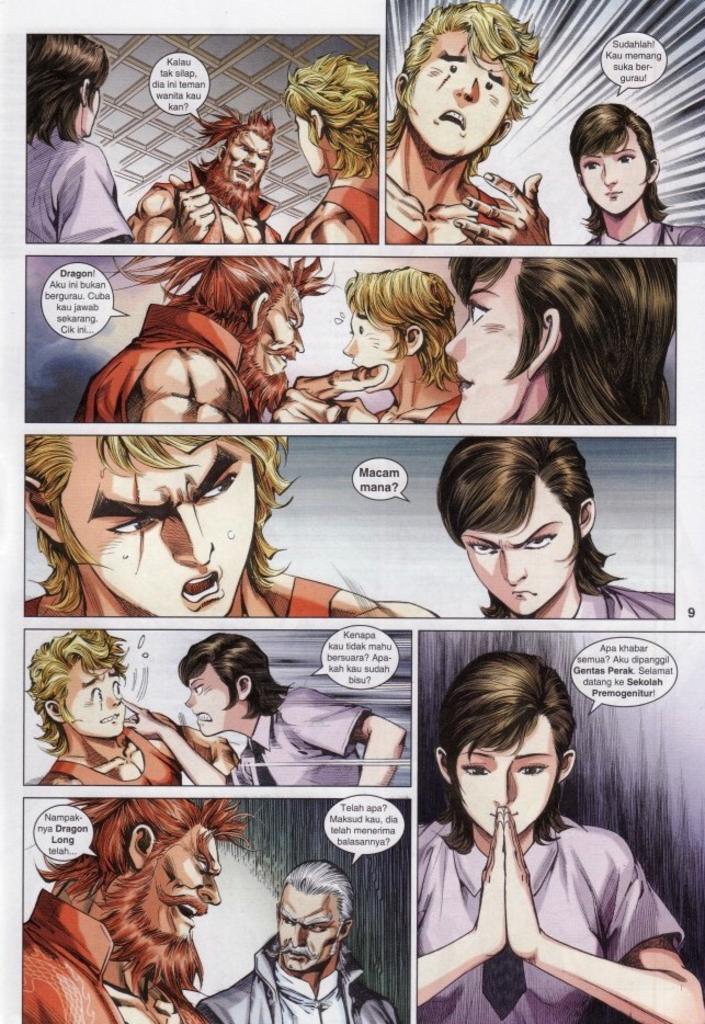 Kalau
tak silap,
dia ini teman
wanita kau
kan?
Sudahlah!
Kau memang
suka ber-
gurau!
Dragon!
Aku ini bukan
bergurau. Cuba
kau jawab
sekarang.
Cik ini...
Macam
mana?
9
Kenapa
kau tidak mahu
bersuara? Apa-
kah kau sudah
bisu?
Apa khabar
semua? Aku dipanggil
Gentas Perak. Selamat
datang ke Sekolah
Premogenitur!
Nampak-
nya Dragon
Long
telah...
Telah apa?
Maksud kau, dia
telah menerima
balasannya?